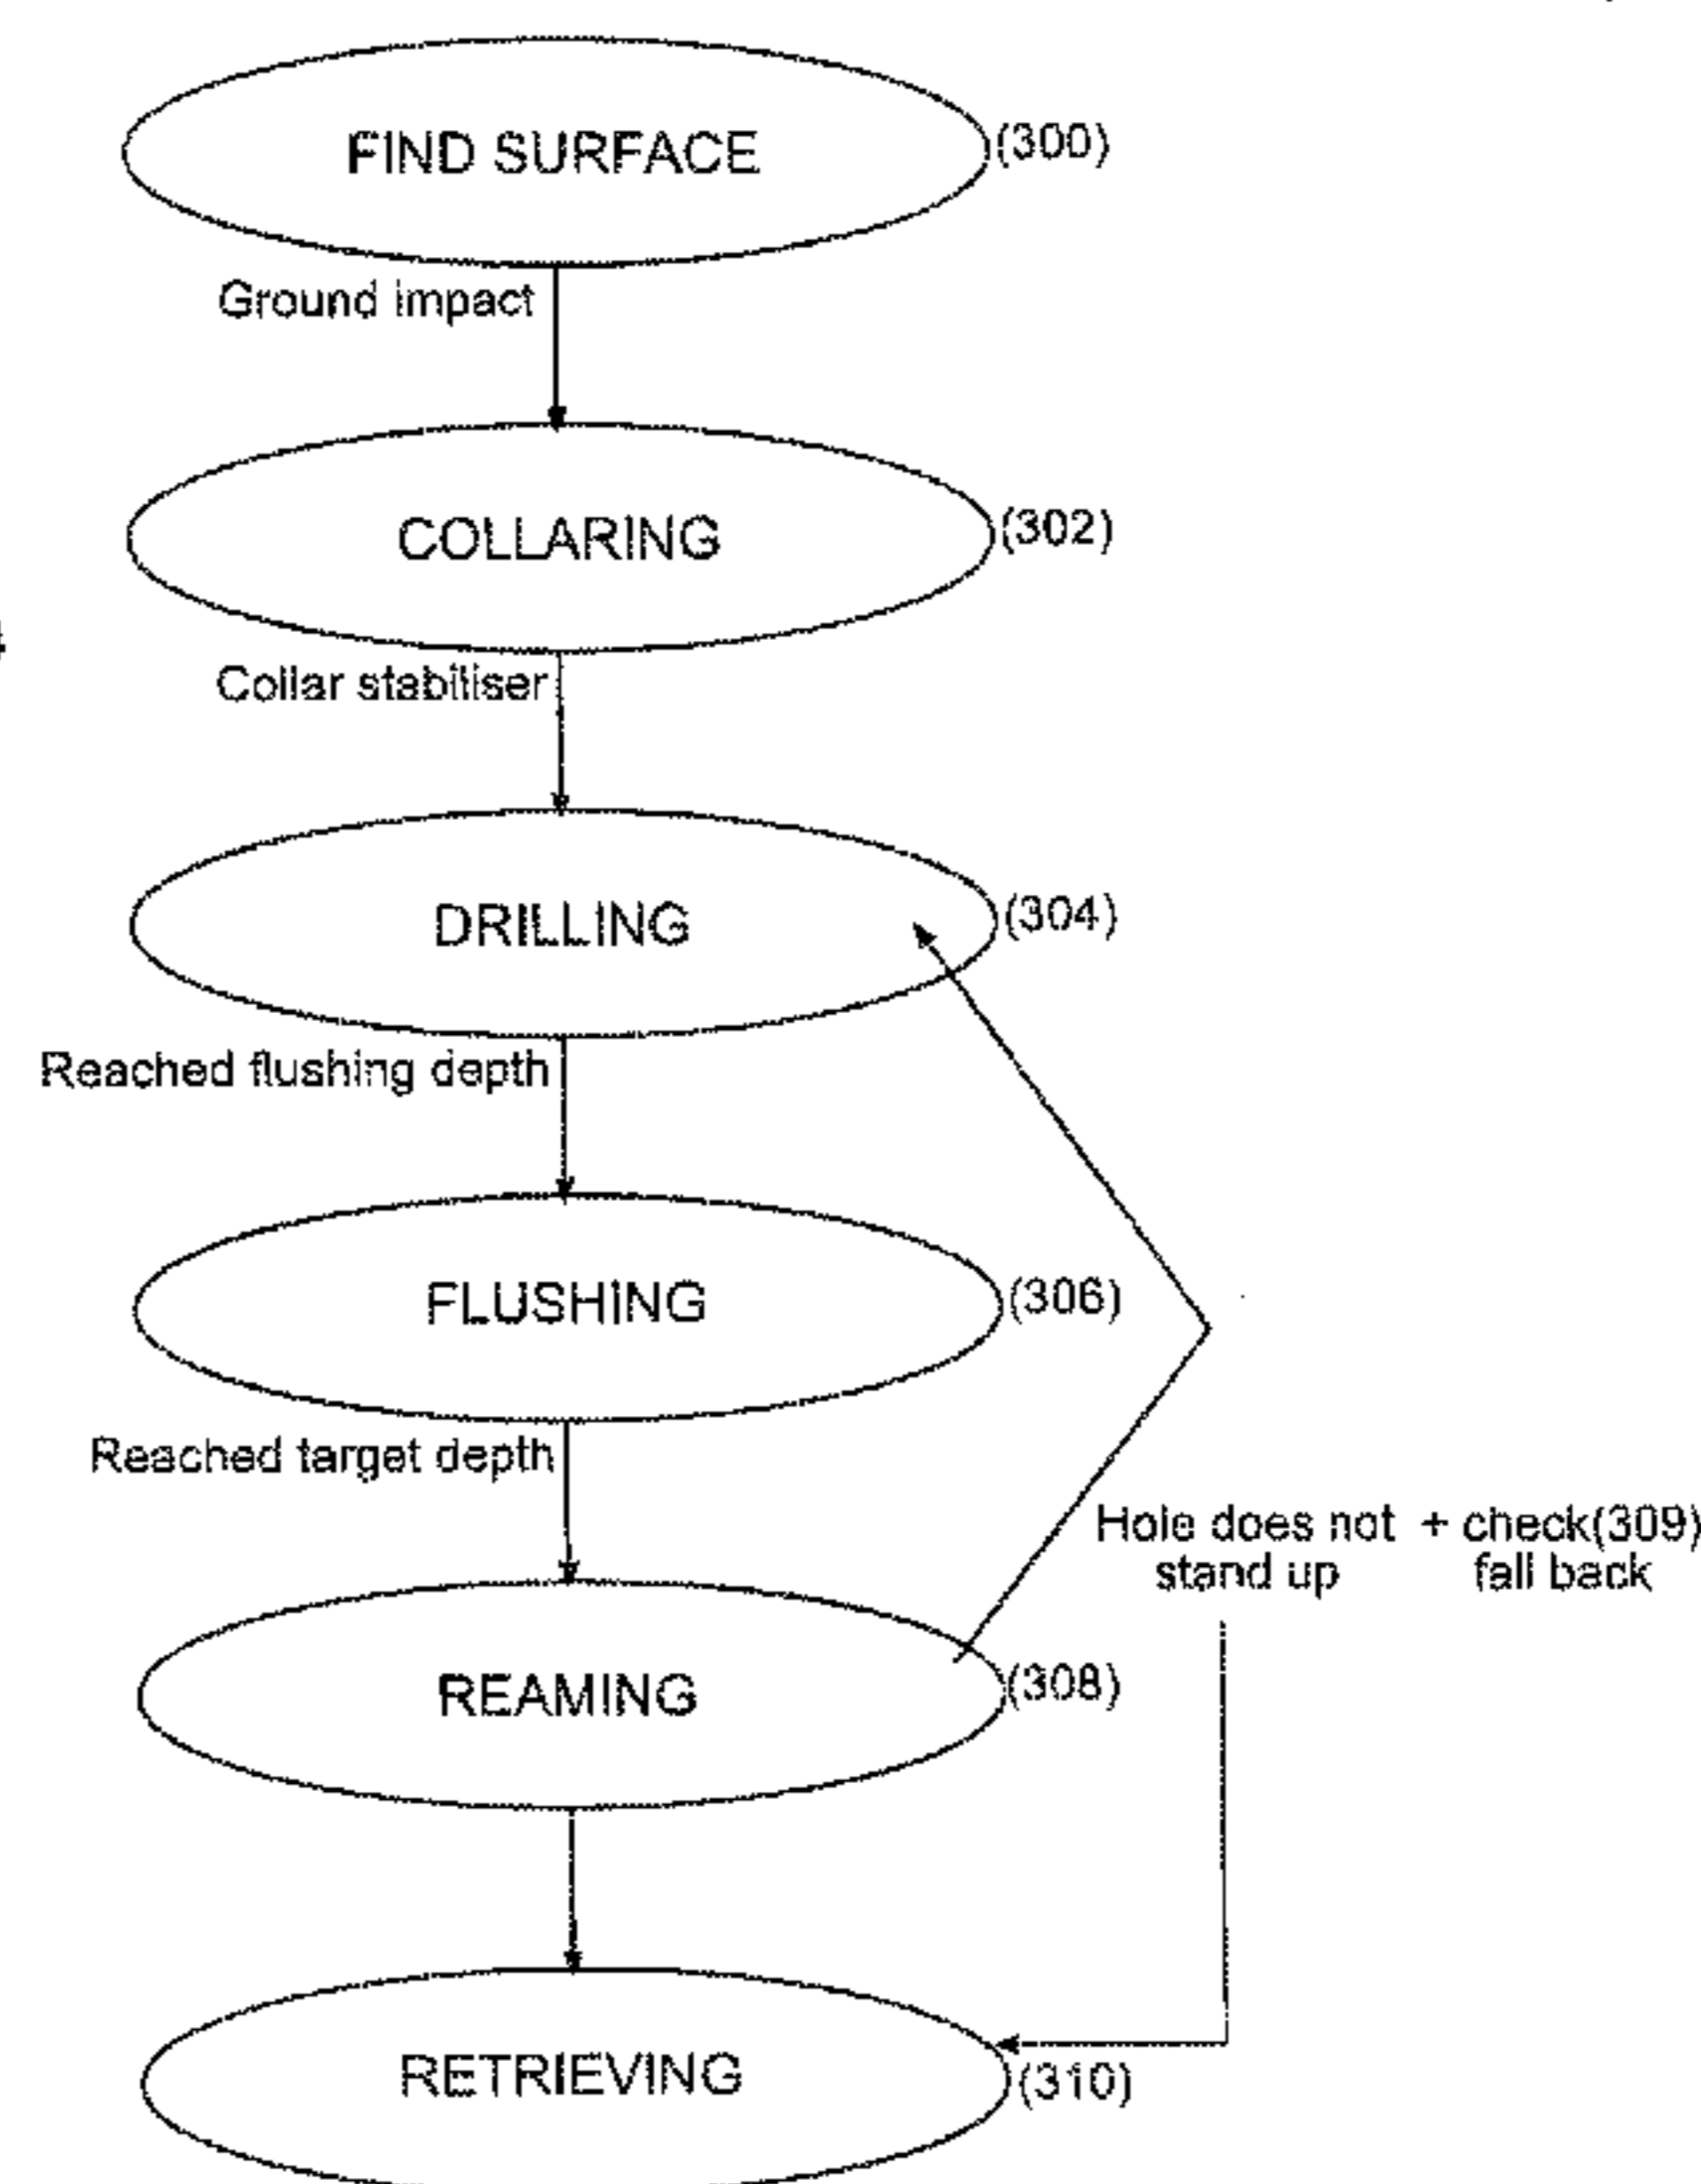 FIND SURFACE
(300)
Ground impact
COLLARING
(302)
Collar stabiliser
DRILLING
(304)
Reached flushing depth
FLUSHING
(306)
Reached target depth
Hole does not + check(309)
stand up fall back
REAMING
(308)
RETRIEVING
(310)